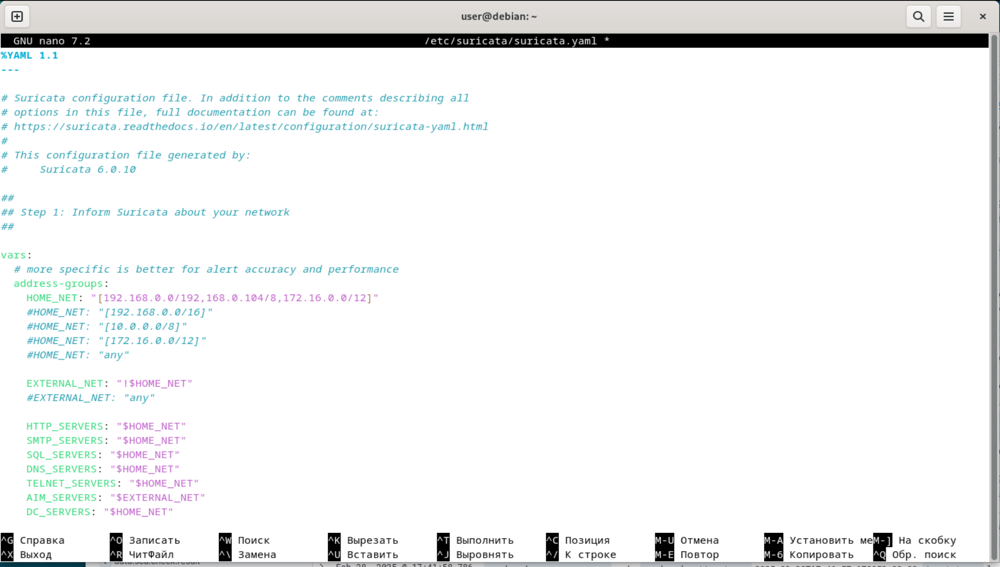 user@debian: ~
GNU nano 7.2 /etc/suricata/suricata.yaml *
%YAML 1.1
---
# Suricata configuration file. In addition to the comments describing all
# options in this file, full documentation can be found at:
# https://suricata.readthedocs.io/en/latest/configuration/suricata-yaml.html
#
# This configuration file generated by:
#     Suricata 6.0.10
##
## Step 1: Inform Suricata about your network
##
vars:
  # more specific is better for alert accuracy and performance
  address-groups:
    HOME_NET: "[192.168.0.0/192,168.0.104/8,172.16.0.0/12]"
    #HOME_NET: "[192.168.0.0/16]"
    #HOME_NET: "[10.0.0.0/8]"
    #HOME_NET: "[172.16.0.0/12]"
    #HOME_NET: "any"
    EXTERNAL_NET: "!$HOME_NET"
    #EXTERNAL_NET: "any"
    HTTP_SERVERS: "$HOME_NET"
    SMTP_SERVERS: "$HOME_NET"
    SQL_SERVERS: "$HOME_NET"
    DNS_SERVERS: "$HOME_NET"
    TELNET_SERVERS: "$HOME_NET"
    AIM_SERVERS: "$EXTERNAL_NET"
    DC_SERVERS: "$HOME_NET"
^G Справка ^O Записать ^W Поиск ^K Вырезать ^T Выполнить ^C Позиция M-U Отмена M-A Установить меM-] На скобку
^X Выход ^R ЧитФайл ^\ Замена ^U Вставить ^J Выровнять ^/ К строке M-E Повтор M-6 Копировать ^Q Обр. поиск